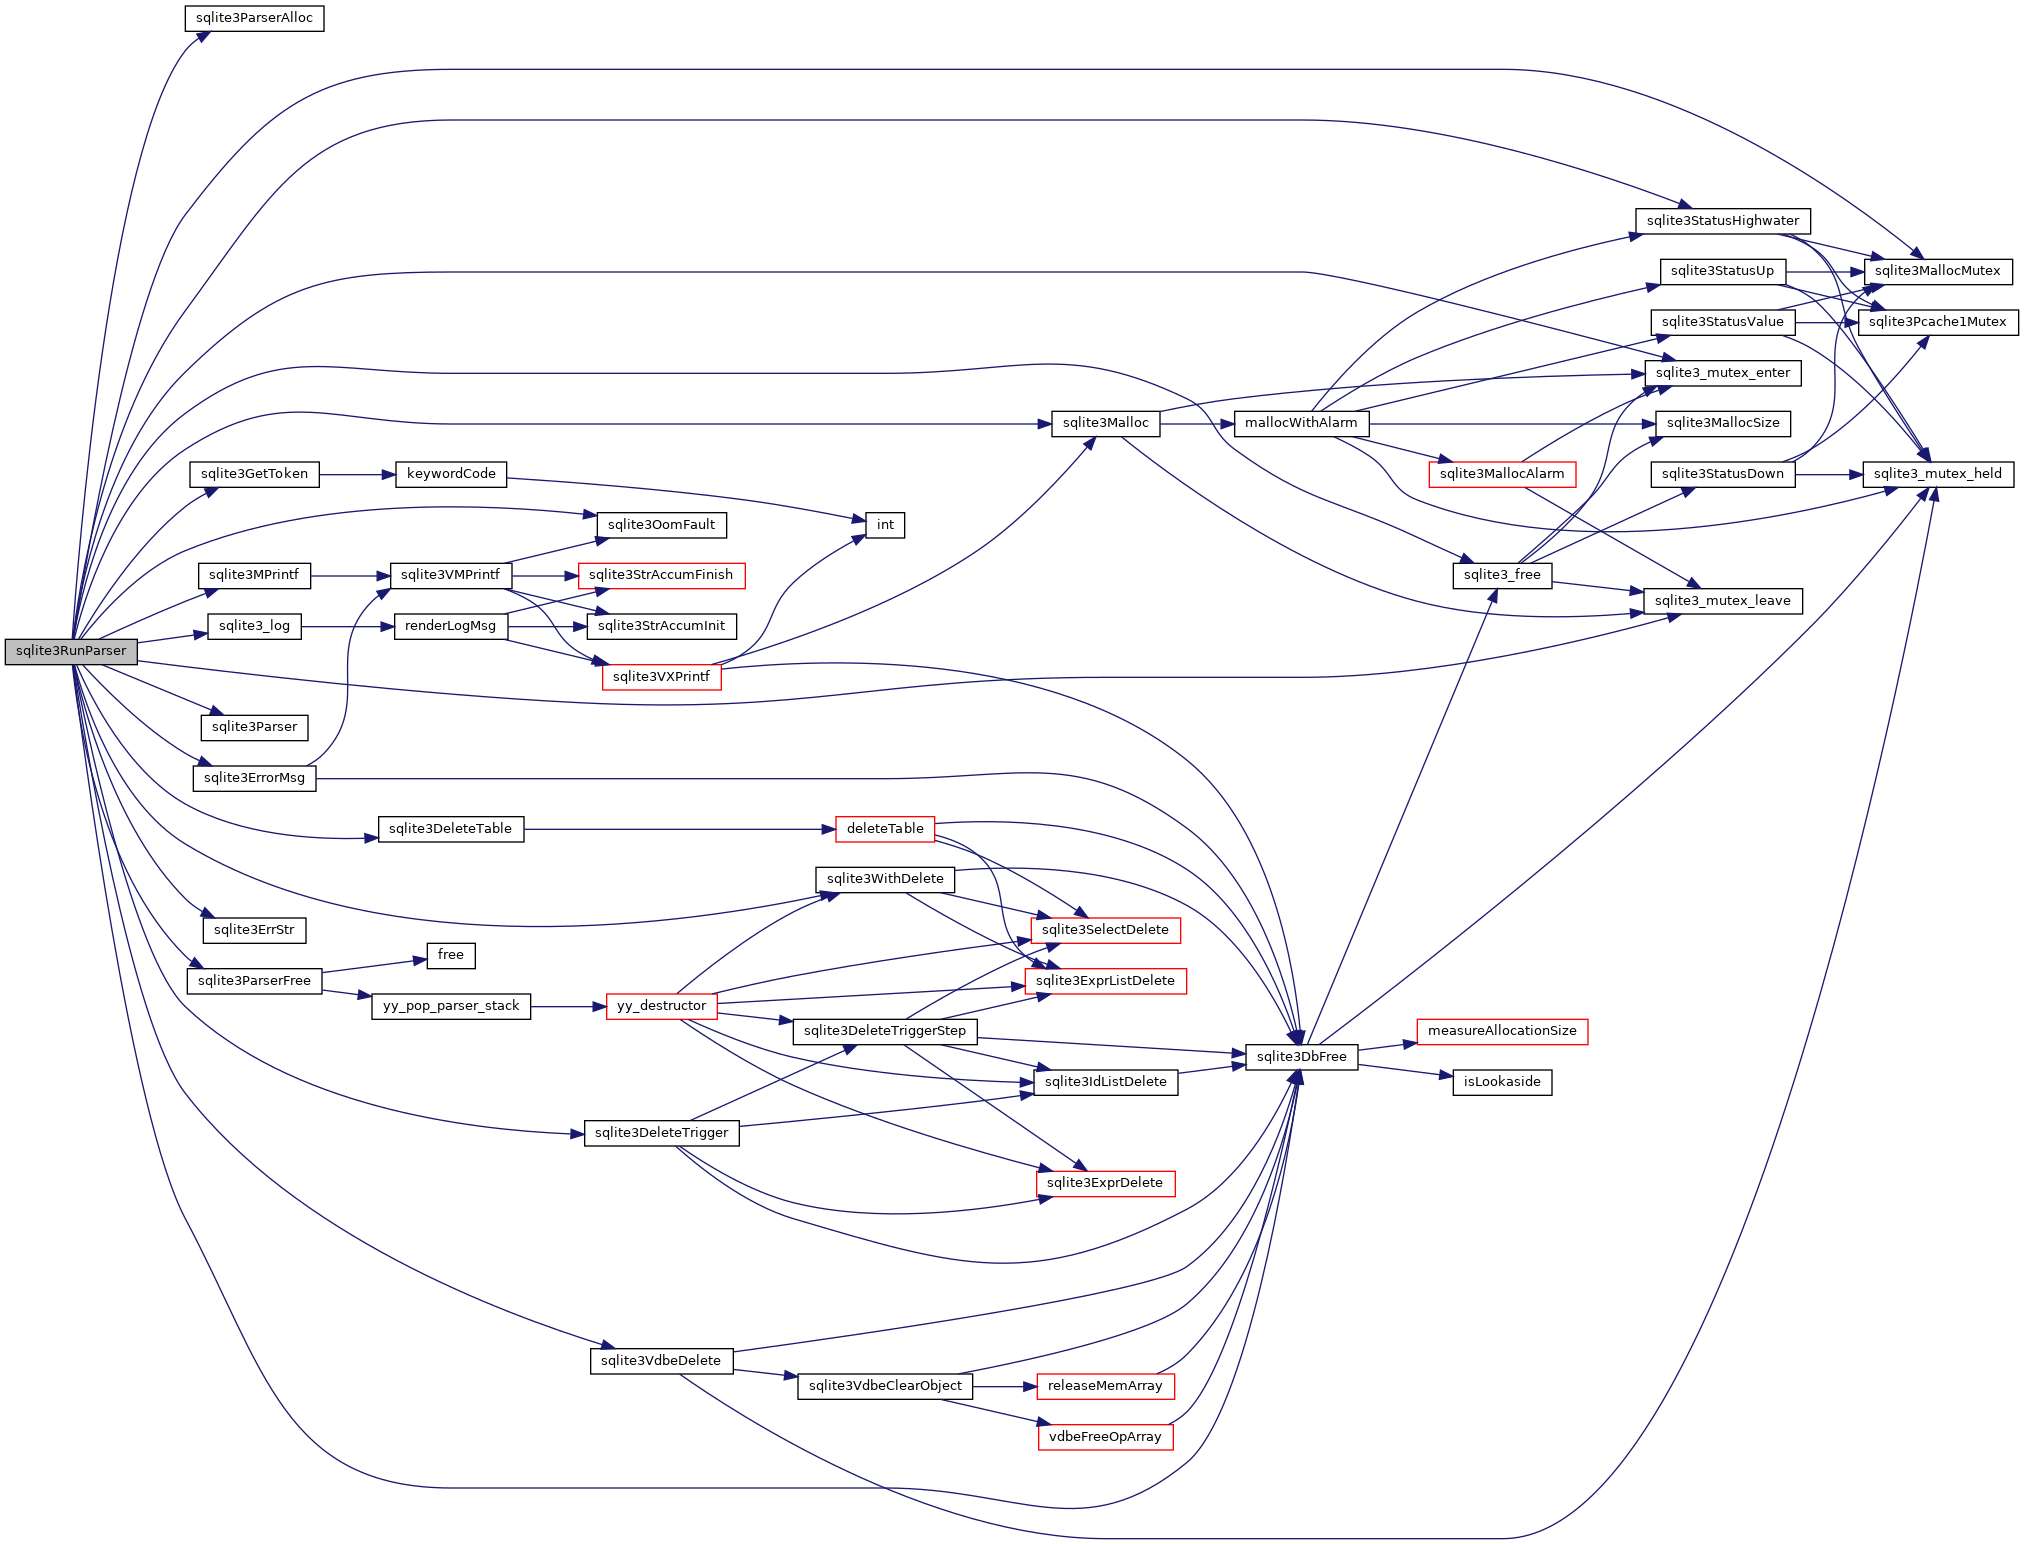 sqlite3ParserAlloc
sqlite3StatusHighwater
sqlite3StatusUp
sqlite3MallocMutex
sqlite3StatusValue
sqlite3Pcache1Mutex
sqlite3_mutex_enter
sqlite3Malloc
mallocWithAlarm
sqlite3MallocSize
sqlite3GetToken
keywordCode
sqlite3MallocAlarm
sqlite3StatusDown
sqlite3_mutex_held
sqlite3OomFault
int
sqlite3MPrintf
sqlite3VMPrintf
sqlite3StrAccumFinish
sqlite3_free
sqlite3_mutex_leave
sqlite3_log
renderLogMsg
sqlite3StrAccumInit
sqlite3RunParser
sqlite3VXPrintf
sqlite3Parser
sqlite3ErrorMsg
sqlite3DeleteTable
deleteTable
sqlite3WithDelete
sqlite3ErrStr
sqlite3SelectDelete
free
sqlite3ParserFree
sqlite3ExprListDelete
yy_pop_parser_stack
yy_destructor
sqlite3DeleteTriggerStep
measureAllocationSize
sqlite3DbFree
sqlite3IdListDelete
isLookaside
sqlite3DeleteTrigger
sqlite3ExprDelete
sqlite3VdbeDelete
sqlite3VdbeClearObject
releaseMemArray
vdbeFreeOpArray